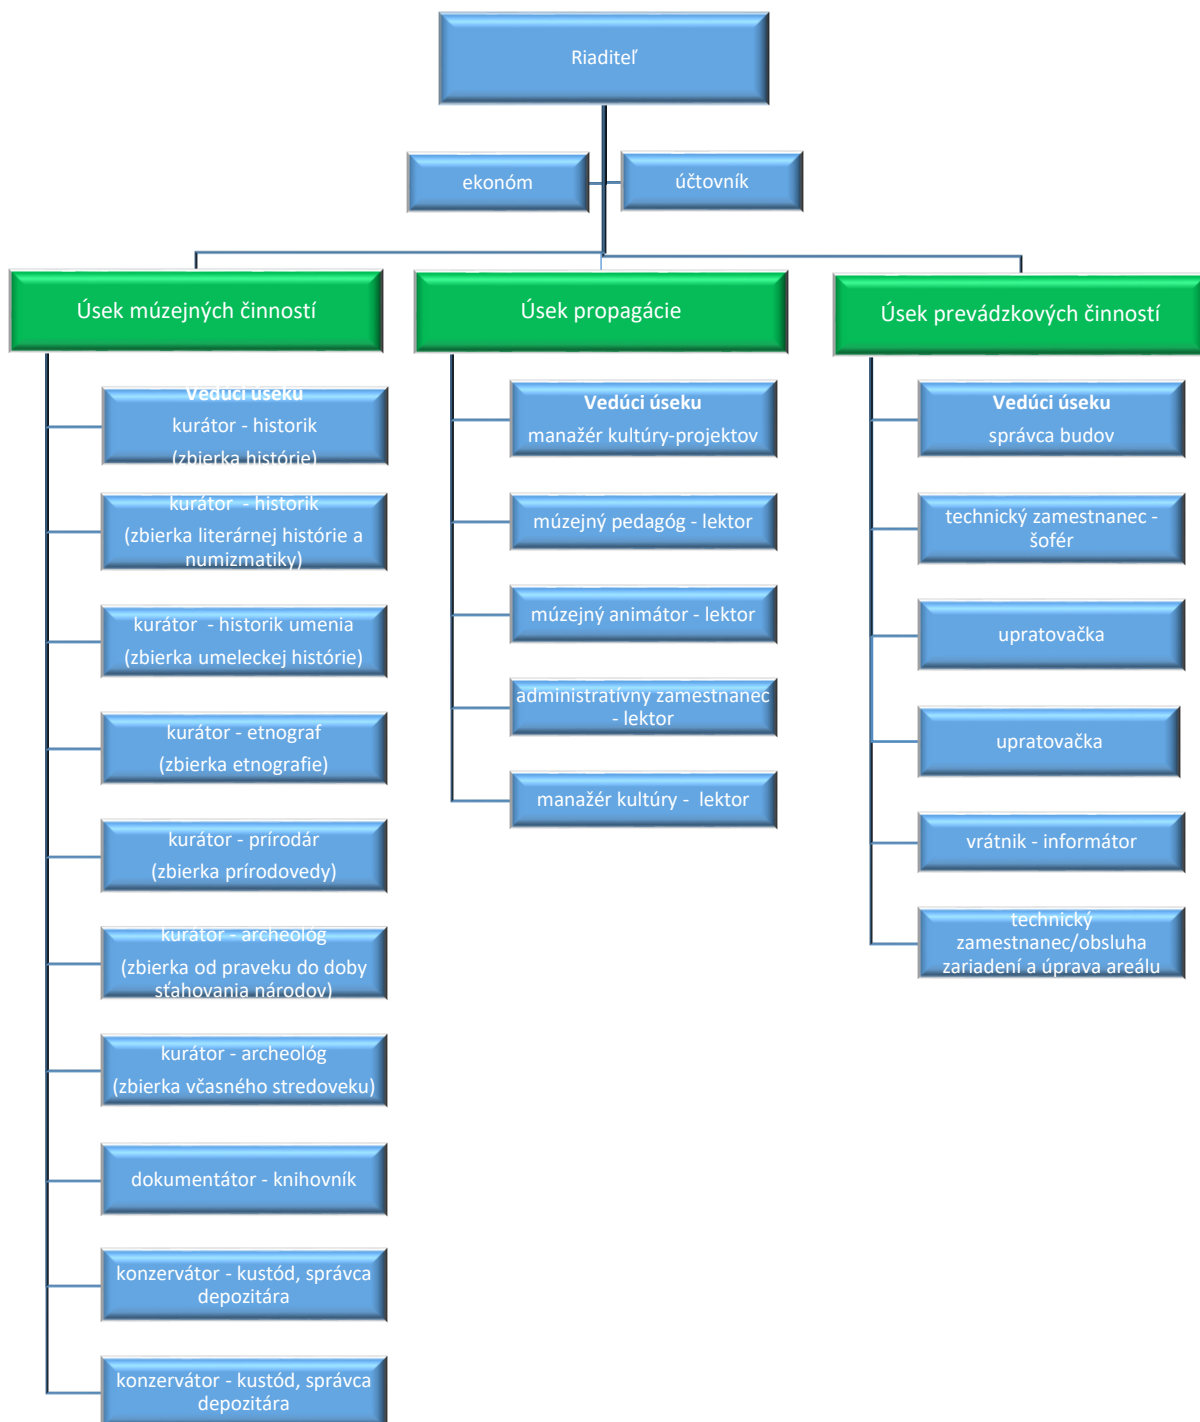 Riaditeľ
ekonóm
účtovník
Úsek múzejných činností
Vedúci úseku
kurátor - historik
(zbierka histórie)
kurátor  - historik
(zbierka literárnej histórie a
numizmatiky)
kurátor  - historik umenia
(zbierka umeleckej histórie)
kurátor - etnograf
(zbierka etnografie)
kurátor - prírodár
(zbierka prírodovedy)
kurátor - archeológ
(zbierka od praveku do doby
sťahovania národov)
kurátor - archeológ
(zbierka včasného stredoveku)
dokumentátor - knihovník
konzervátor - kustód, správca
depozitára
konzervátor - kustód, správca
depozitára
Úsek propagácie
Vedúci úseku
manažér kultúry-projektov
múzejný pedagóg - lektor
múzejný animátor - lektor
administratívny zamestnanec
- lektor
manažér kultúry -  lektor
Úsek prevádzkových činností
Vedúci úseku
správca budov
technický zamestnanec -
šofér
upratovačka
upratovačka
vrátnik - informátor
technický
zamestnanec/obsluha
zariadení a úprava areálu